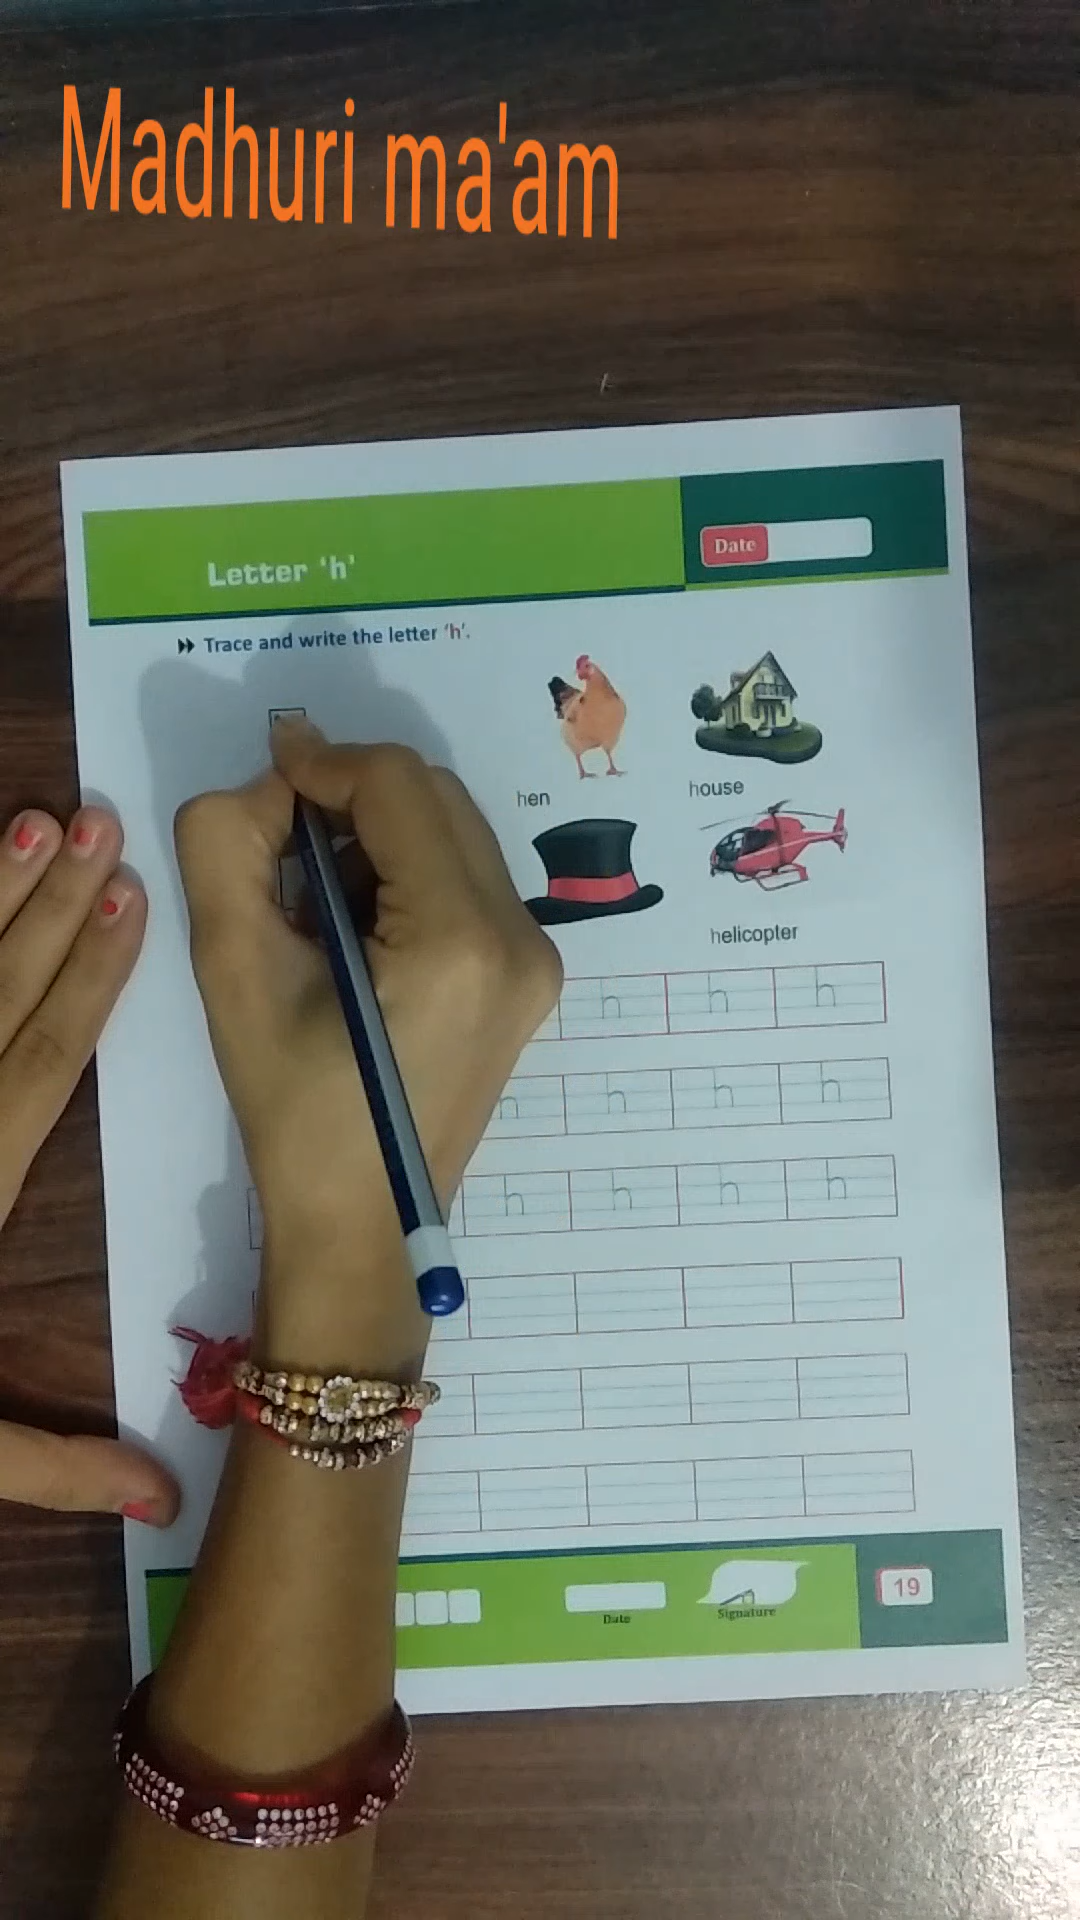 Madhuri ma'am
Letter 'h'
Date
Trace and write the letter 'h'.
hen
house
helicopter
h h h
h h h h
h h h h
Date
Signature
19